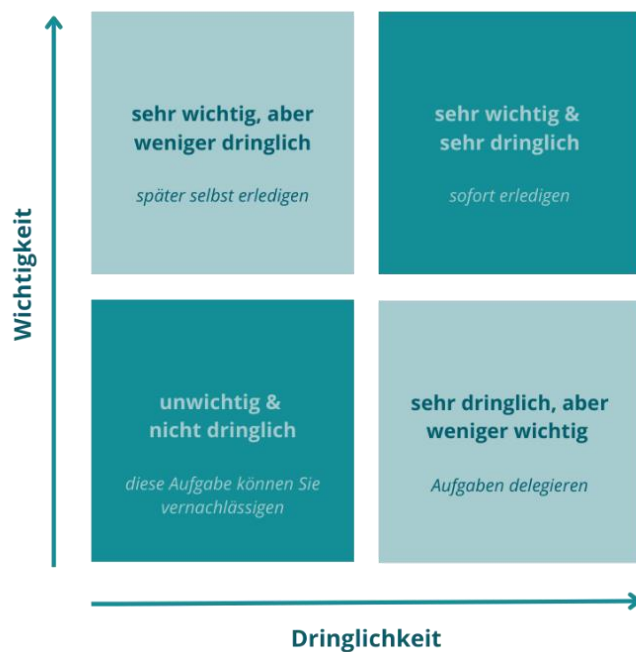 Wichtigkeit
sehr wichtig, aber
weniger dringlich
später selbst erledigen
sehr wichtig &
sehr dringlich
sofort erledigen
unwichtig &
nicht dringlich
diese Aufgabe können Sie
vernachlässigen
sehr dringlich, aber
weniger wichtig
Aufgaben delegieren
Dringlichkeit